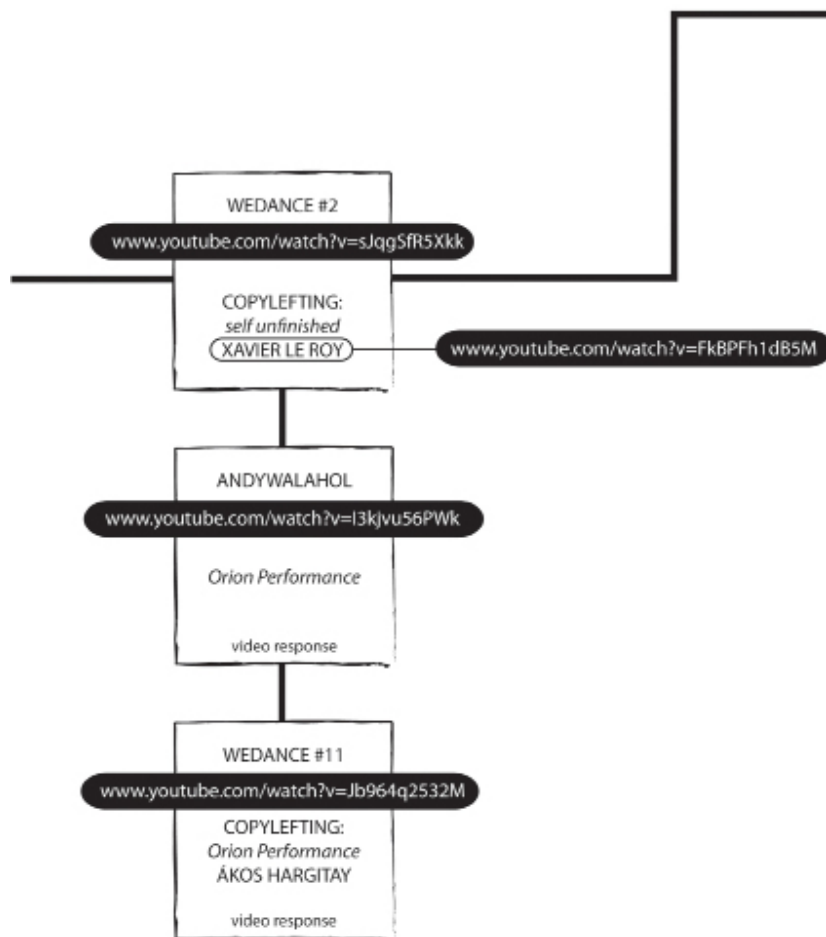 WEDANCE #2
www.youtube.com/watch?v=sJqgSfR5Xkk
COPYLEFTING:
self unfinished
XAVIER LE ROY
www.youtube.com/watch?v=FkBPFh1dB5M
ANDYWALAHOL
www.youtube.com/watch?v=I3kjvu56PWk
Orion Performance
video response
WEDANCE #11
www.youtube.com/watch?v=Jb964q2532M
COPYLEFTING:
Orion Performance
ÁKOS HARGITAY
video response